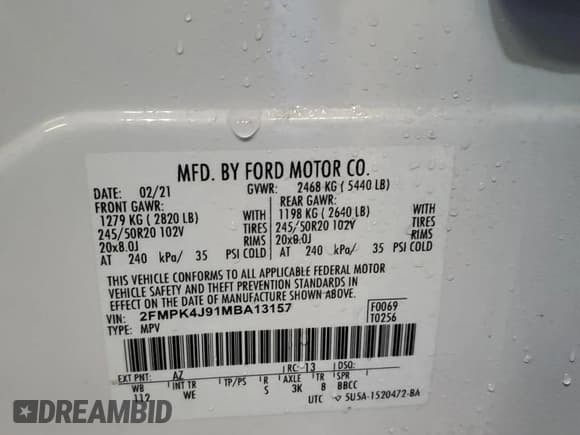 MFD. BY FORD MOTOR CO.
DATE: 02/21 GVWR: 2468 KG ( 5440 LB)
FRONT GAWR: REAR GAWR:
1279 KG ( 2820 LB) WITH 1198 KG ( 2640 LB) WITH
245/50R20 102V TIRES 245/50R20 102V TIRES
20x8.0J RIMS 20x8.0J RIMS
AT 240 kPa/ 35 PSI COLD AT 240 kPa/ 35 PSI COLD
THIS VEHICLE CONFORMS TO ALL APPLICABLE FEDERAL MOTOR
VEHICLE SAFETY AND THEFT PREVENTION STANDARDS IN
EFFECT ON THE DATE OF MANUFACTURE SHOWN ABOVE.
VIN: 2FMPK4J91MBA13157 F0069
TYPE: MPV T0256
EXT PNT: AZ RC: 13 DSO:
WB INT TR TP/PS R AXLE TR SPR
112 WE S 3K 8 BBCC
UTC 5U5A-1520472-BA
DREAMBID